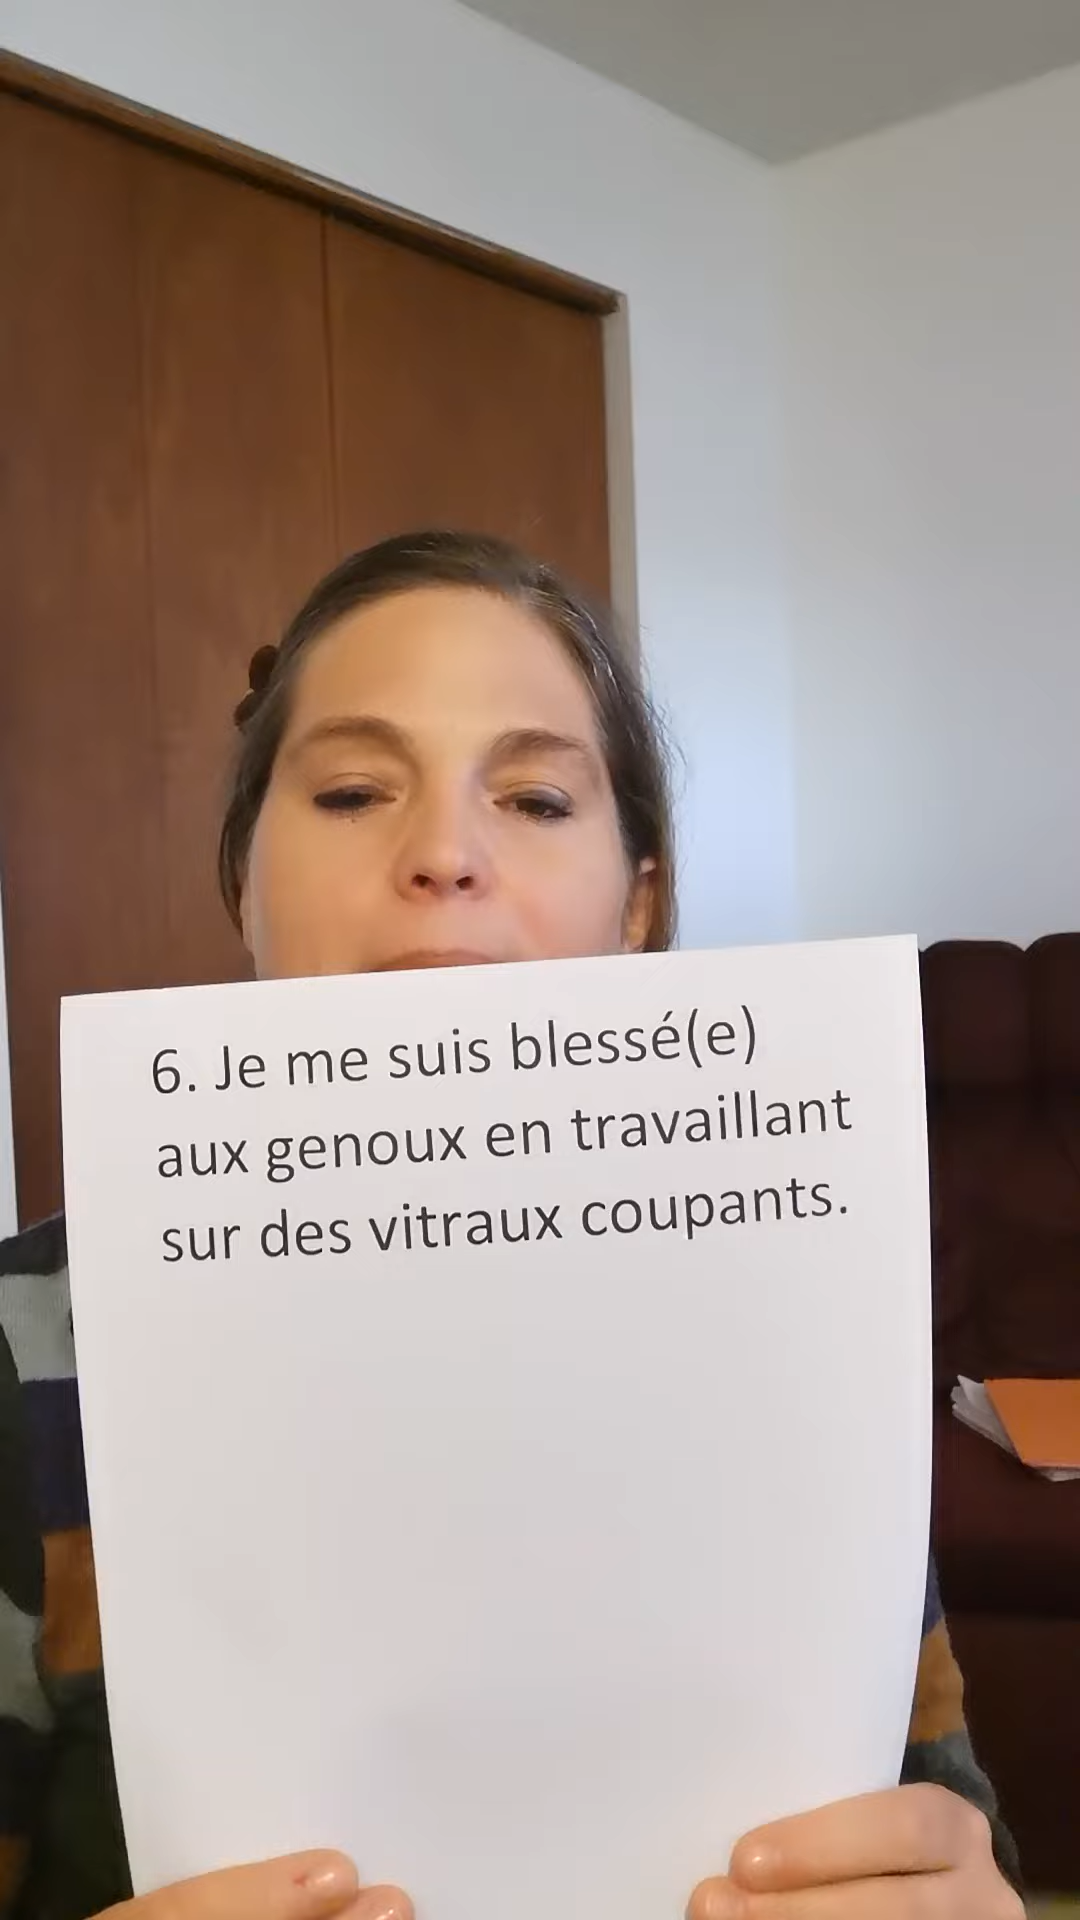 6. Je me suis blessé(e)
aux genoux en travaillant
sur des vitraux coupants.